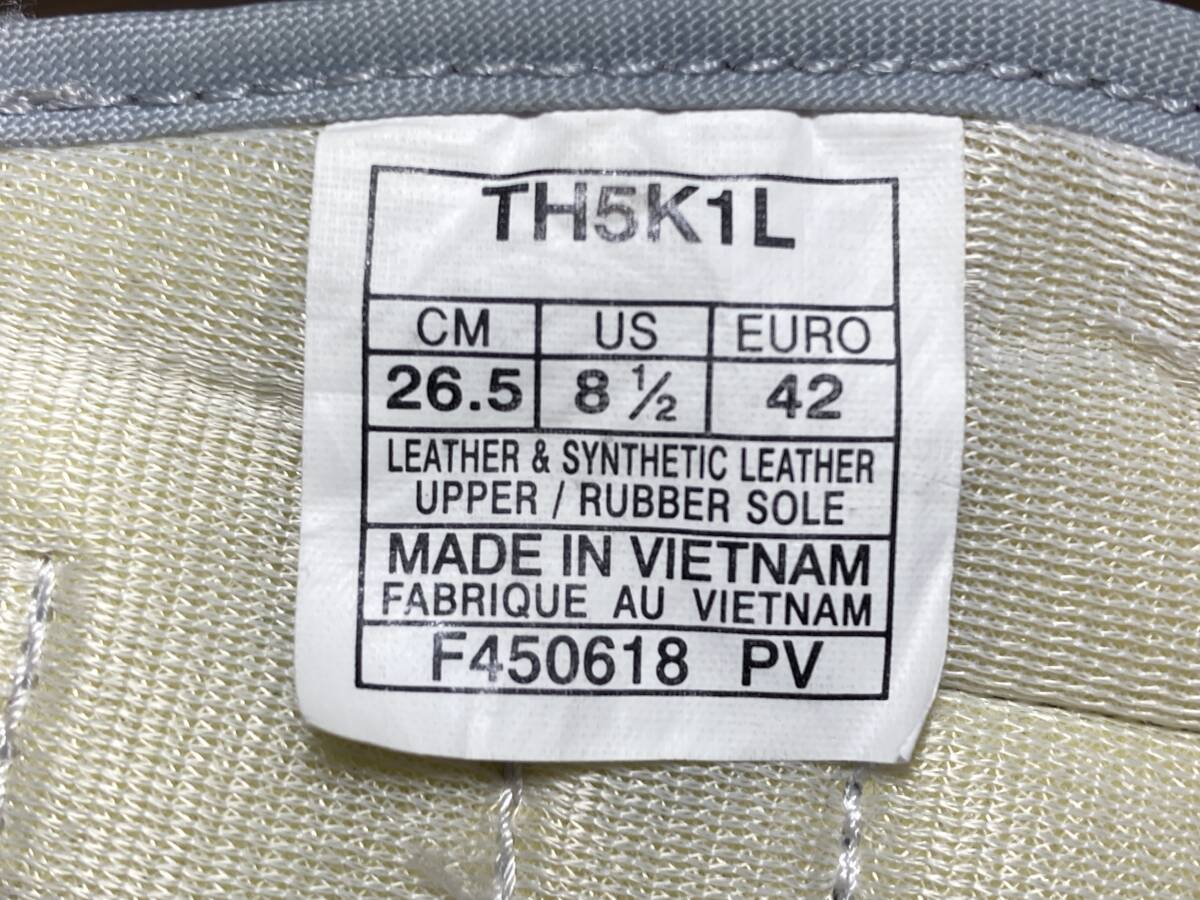 TH5K1L
CM US EURO
26.5 8 ½ 42
LEATHER & SYNTHETIC LEATHER
UPPER / RUBBER SOLE
MADE IN VIETNAM
FABRIQUE AU VIETNAM
F450618 PV